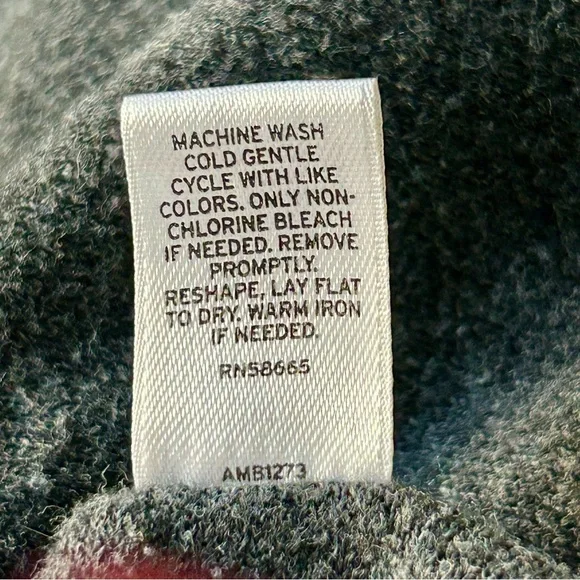 MACHINE WASH
COLD GENTLE
CYCLE WITH LIKE
COLORS. ONLY NON-
CHLORINE BLEACH
IF NEEDED. REMOVE
PROMPTLY.
RESHAPE, LAY FLAT
TO DRY. WARM IRON
IF NEEDED.
RN58665
AMB1273